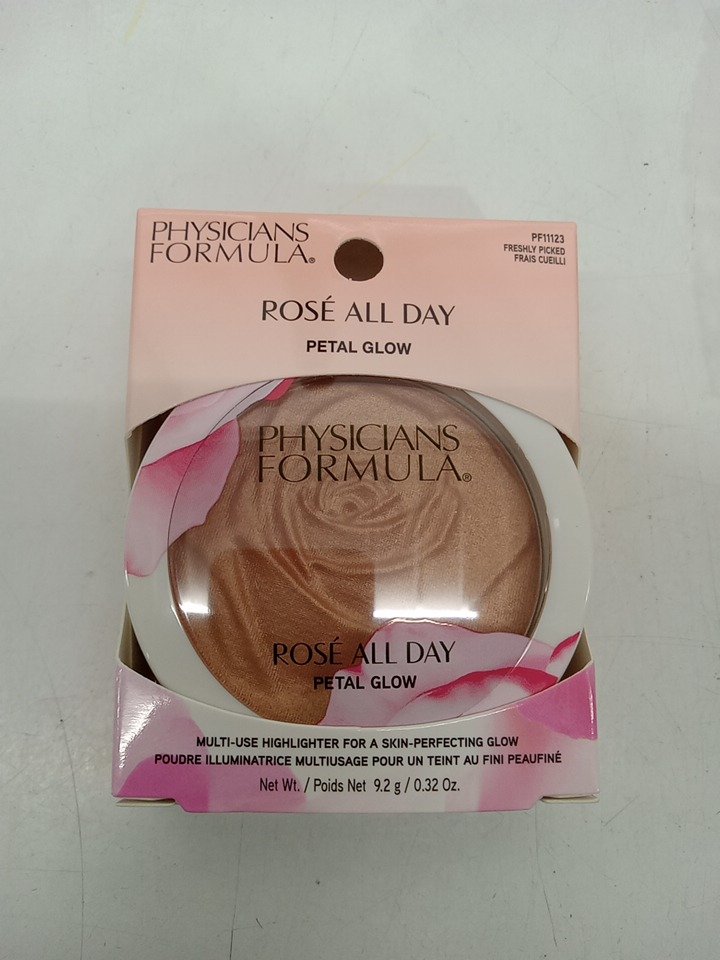 PHYSICIANS
FORMULA®
PF11123
FRESHLY PICKED
FRAIS CUEILLI
ROSÉ ALL DAY
PETAL GLOW
PHYSICIANS
FORMULA®
ROSÉ ALL DAY
PETAL GLOW
MULTI-USE HIGHLIGHTER FOR A SKIN-PERFECTING GLOW
POUDRE ILLUMINATRICE MULTIUSAGE POUR UN TEINT AU FINI PEAUFINÉ
Net Wt. / Poids Net 9.2 g / 0.32 Oz.